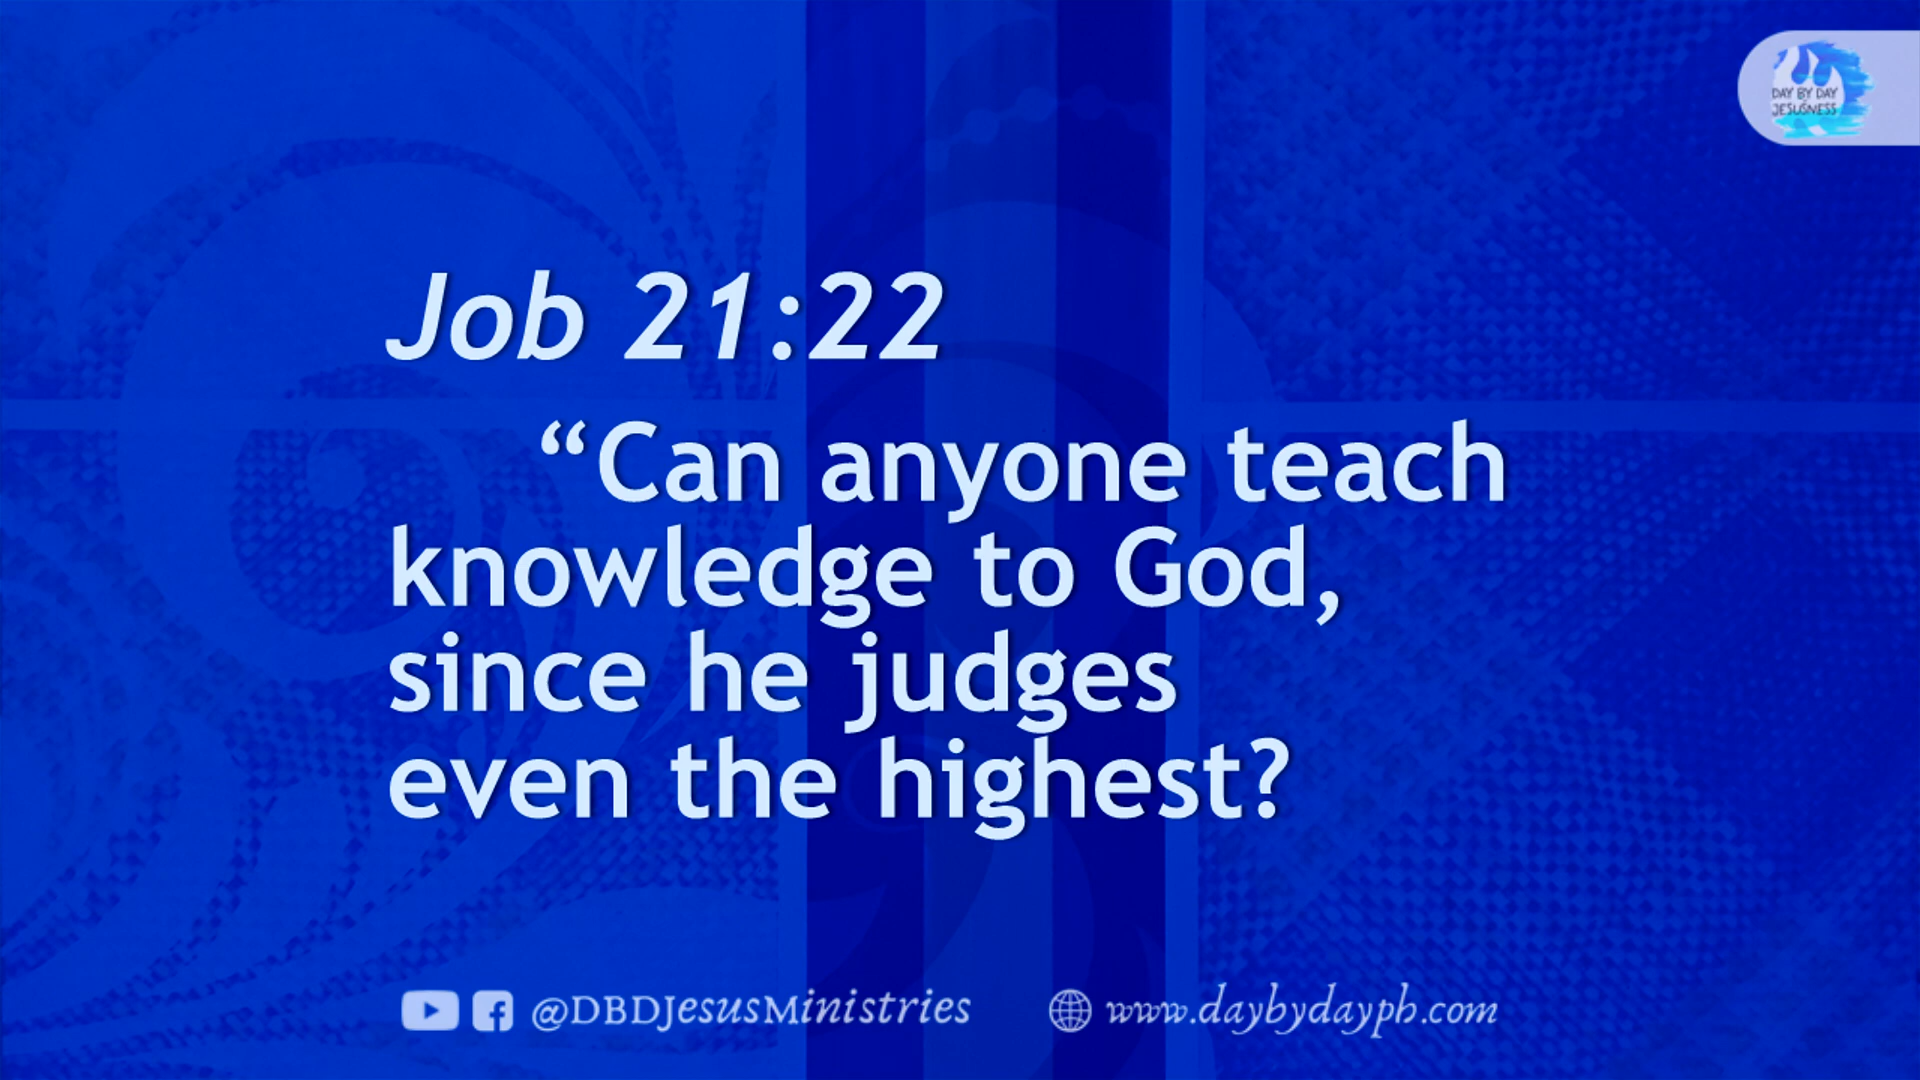 DAY BY DAY
JESUSNESS
Job 21:22
“Can anyone teach
knowledge to God,
since he judges
even the highest?
@DBDJesusMinistries
www.daybydayph.com